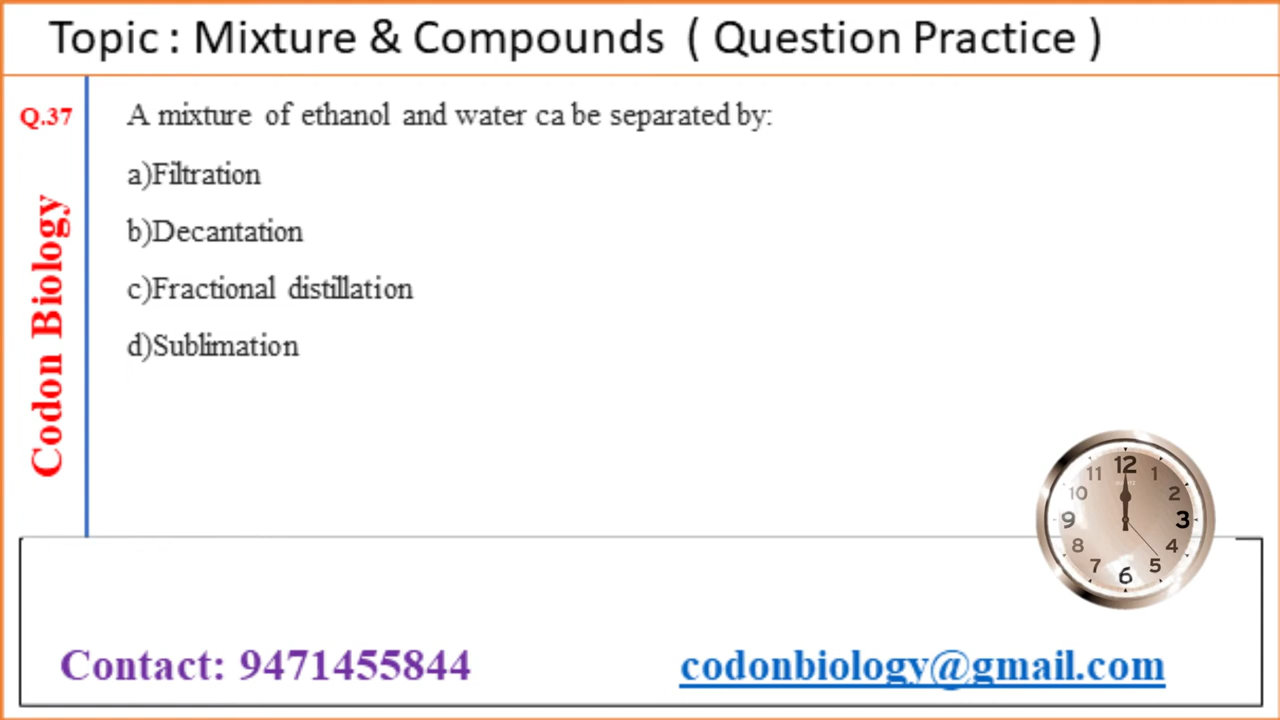 Topic : Mixture & Compounds ( Question Practice )
Q.37
A mixture of ethanol and water ca be separated by:
a)Filtration
b)Decantation
c)Fractional distillation
d)Sublimation
Codon Biology
12
1
2
3
4
5
6
7
8
9
10
11
Contact: 9471455844
codonbiology@gmail.com